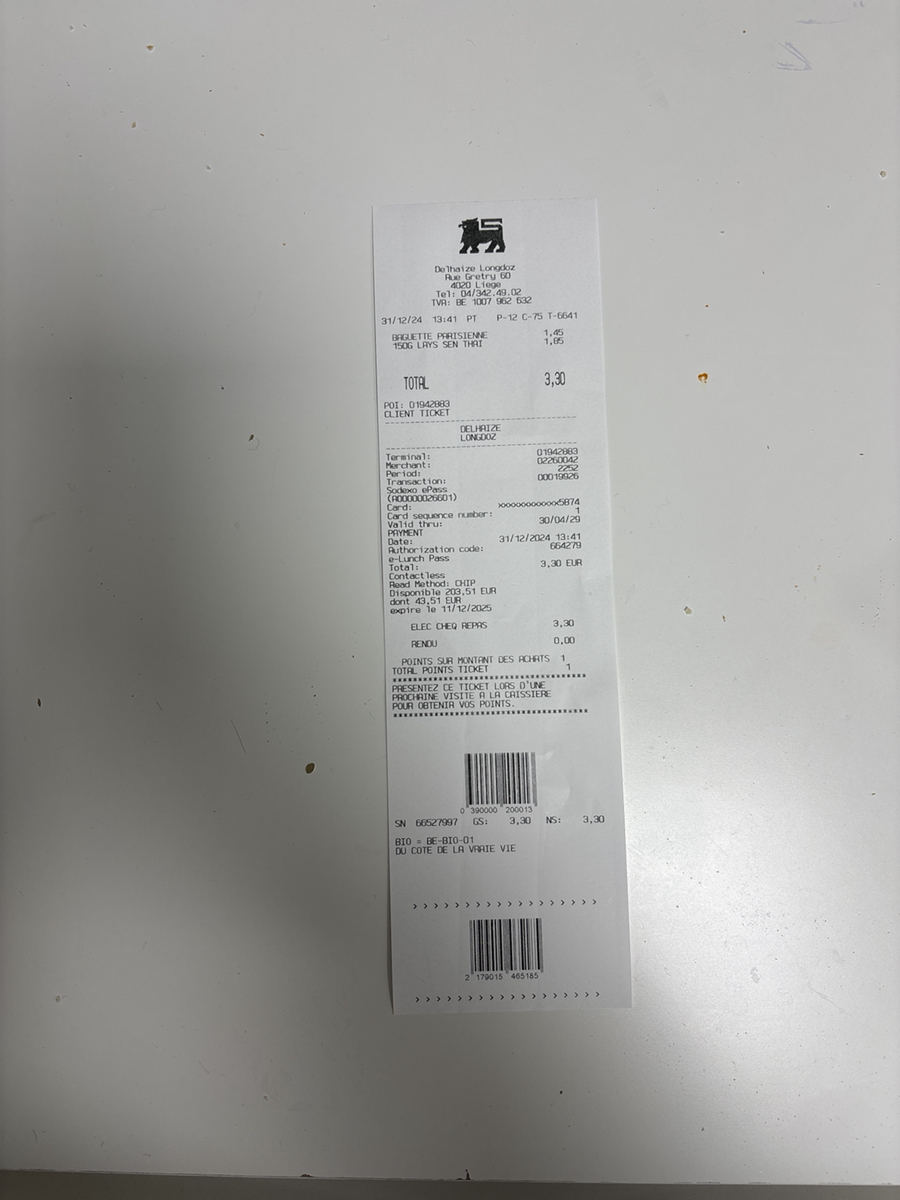 Delhaize Longdoz
Rue Gretry 60
4020 Liege
Tel: 04/342.49.02
TVA: BE 1007 962 632
31/12/24 13:41 PT P-12 C-75 T-6641
BAGUETTE PARISIENNE 1,45
150G LAYS SEN THAI 1,85
TOTAL 3,30
POI: 01942883
CLIENT TICKET
DELHAIZE
LONGDOZ
Terminal: 01942883
Merchant: 02260042
Period: 2252
Transaction: 00019926
Sodexo ePass
(A00000026601)
Card: xxxxxxxxxxxx5874
Card sequence number: 1
Valid thru: 30/04/29
PAYMENT
Date: 31/12/2024 13:41
Authorization code: 664279
e-Lunch Pass
Total: 3,30 EUR
Contactless
Read Method: CHIP
Disponible 203,51 EUR
dont 43,51 EUR
expire le 11/12/2025
ELEC CHEQ REPAS 3,30
RENDU 0,00
POINTS SUR MONTANT DES ACHATS 1
TOTAL POINTS TICKET 1
PRESENTEZ CE TICKET LORS D'UNE
PROCHAINE VISITE A LA CAISSIERE
POUR OBTENIR VOS POINTS.
0 390000 200013
SN 66527997 GS: 3,30 NS: 3,30
BIO = BE-BIO-01
DU COTE DE LA VRAIE VIE
> > > > > > > > > > > > > > > > > >
2 179015 465185
> > > > > > > > > > > > > > > > > >